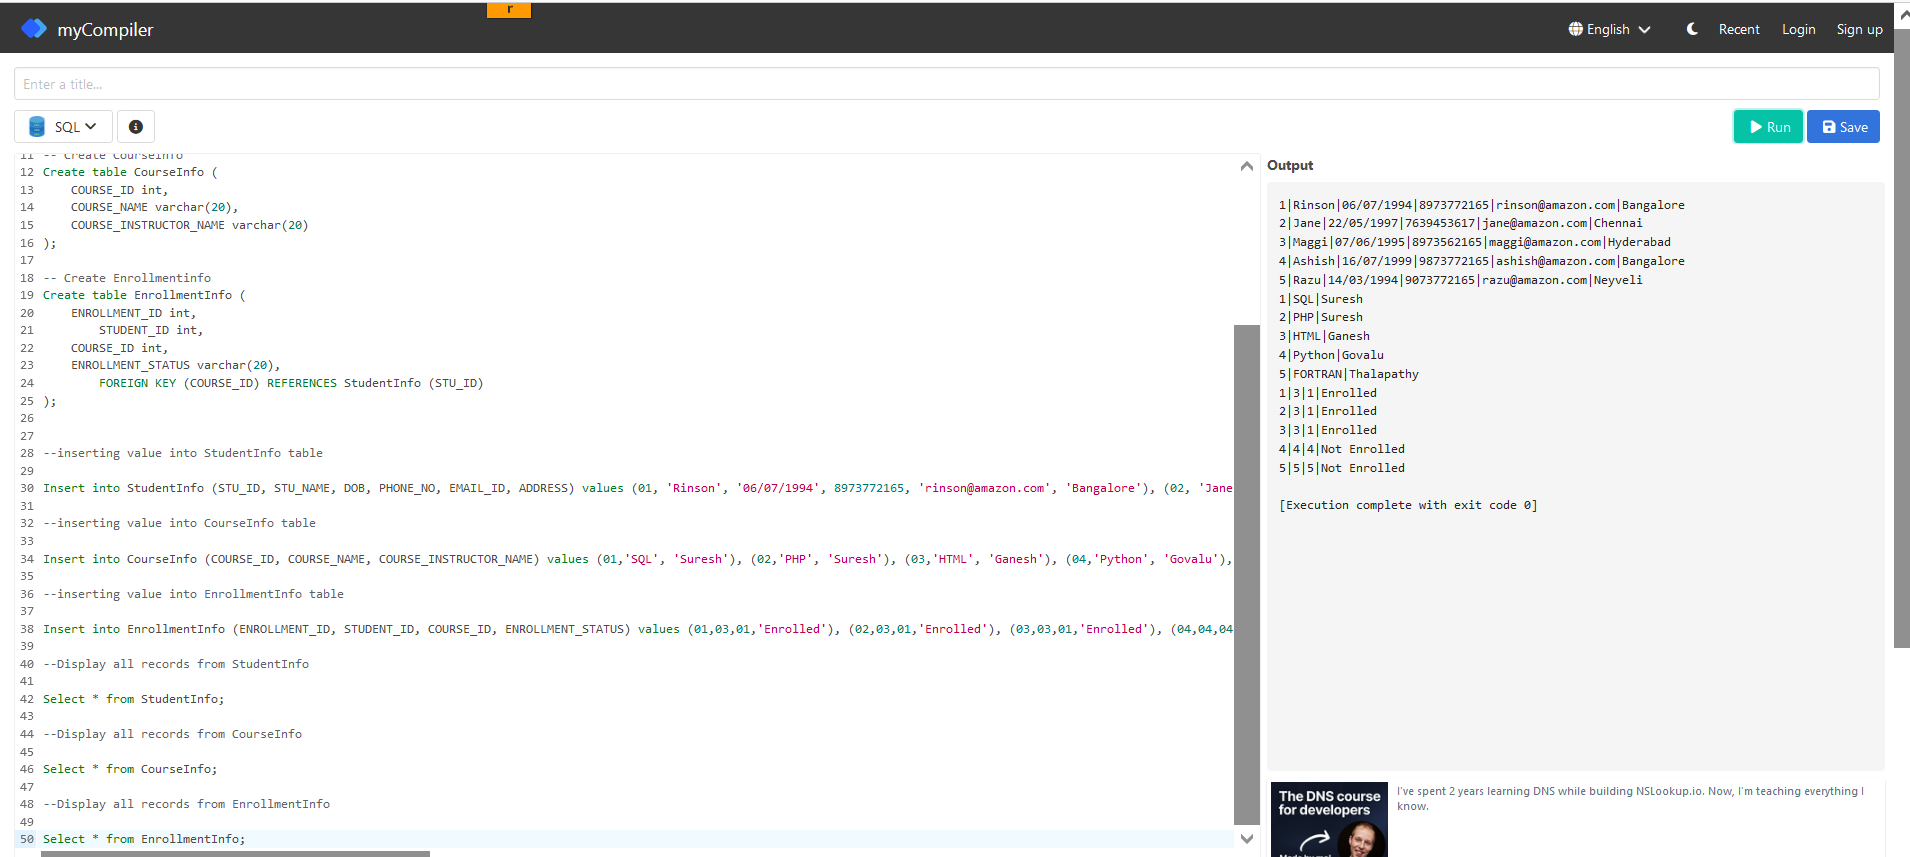 r
myCompiler
English
Recent
Login
Sign up
Enter a title...
SQL
Run
Save
11 -- Create CourseInfo
12 Create table CourseInfo (
13 COURSE_ID int,
14 COURSE_NAME varchar(20),
15 COURSE_INSTRUCTOR_NAME varchar(20)
16 );
17
18 -- Create Enrollmentinfo
19 Create table EnrollmentInfo (
20 ENROLLMENT_ID int,
21 STUDENT_ID int,
22 COURSE_ID int,
23 ENROLLMENT_STATUS varchar(20),
24 FOREIGN KEY (COURSE_ID) REFERENCES StudentInfo (STU_ID)
25 );
26
27
28 --inserting value into StudentInfo table
29
30 Insert into StudentInfo (STU_ID, STU_NAME, DOB, PHONE_NO, EMAIL_ID, ADDRESS) values (01, 'Rinson', '06/07/1994', 8973772165, 'rinson@amazon.com', 'Bangalore'), (02, 'Jane
31
32 --inserting value into CourseInfo table
33
34 Insert into CourseInfo (COURSE_ID, COURSE_NAME, COURSE_INSTRUCTOR_NAME) values (01,'SQL', 'Suresh'), (02,'PHP', 'Suresh'), (03,'HTML', 'Ganesh'), (04,'Python', 'Govalu'),
35
36 --inserting value into EnrollmentInfo table
37
38 Insert into EnrollmentInfo (ENROLLMENT_ID, STUDENT_ID, COURSE_ID, ENROLLMENT_STATUS) values (01,03,01,'Enrolled'), (02,03,01,'Enrolled'), (03,03,01,'Enrolled'), (04,04,04
39
40 --Display all records from StudentInfo
41
42 Select * from StudentInfo;
43
44 --Display all records from CourseInfo
45
46 Select * from CourseInfo;
47
48 --Display all records from EnrollmentInfo
49
50 Select * from EnrollmentInfo;
Output
1|Rinson|06/07/1994|8973772165|rinson@amazon.com|Bangalore
2|Jane|22/05/1997|7639453617|jane@amazon.com|Chennai
3|Maggi|07/06/1995|8973562165|maggi@amazon.com|Hyderabad
4|Ashish|16/07/1999|9873772165|ashish@amazon.com|Bangalore
5|Razu|14/03/1994|9073772165|razu@amazon.com|Neyveli
1|SQL|Suresh
2|PHP|Suresh
3|HTML|Ganesh
4|Python|Govalu
5|FORTRAN|Thalapathy
1|3|1|Enrolled
2|3|1|Enrolled
3|3|1|Enrolled
4|4|4|Not Enrolled
5|5|5|Not Enrolled
[Execution complete with exit code 0]
The DNS course
for developers
I've spent 2 years learning DNS while building NSLookup.io. Now, I'm teaching everything I
know.